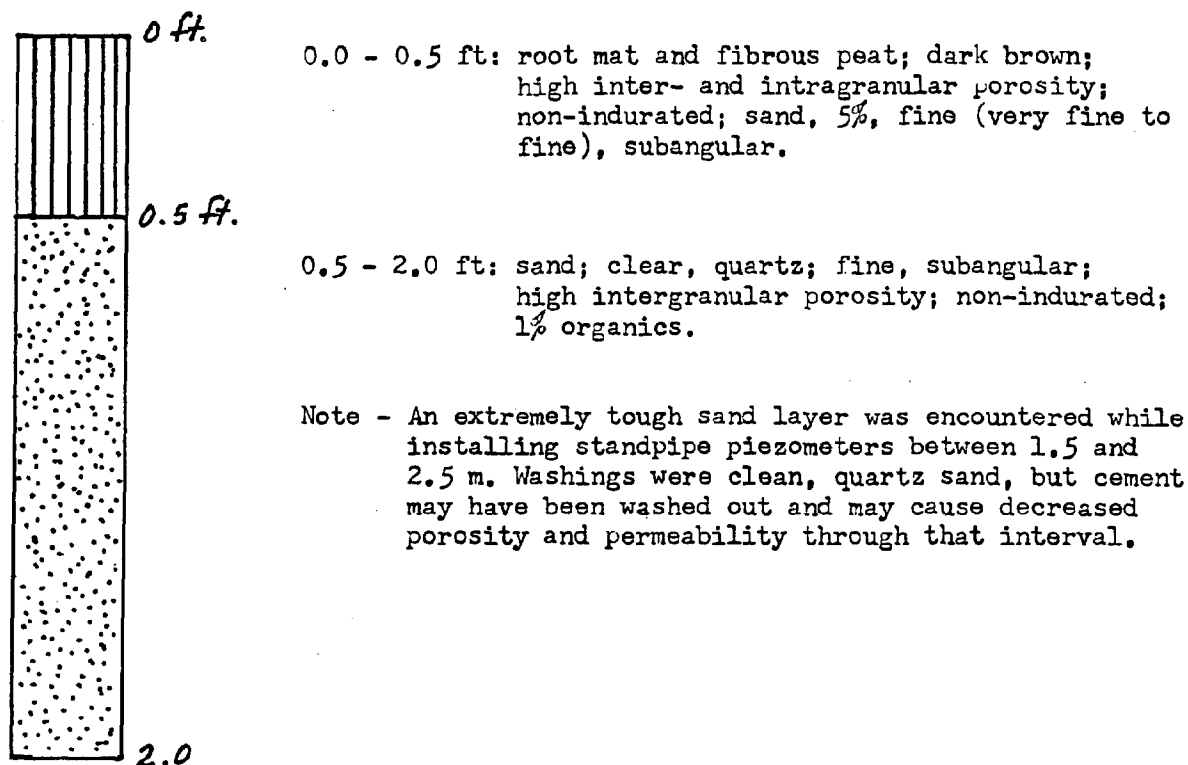 0 ft.
0.0 - 0.5 ft: root mat and fibrous peat; dark brown;
high inter- and intragranular porosity;
non-indurated; sand, 5%, fine (very fine to
fine), subangular.
0.5 ft.
0.5 - 2.0 ft: sand; clear, quartz; fine, subangular;
high intergranular porosity; non-indurated;
1% organics.
Note - An extremely tough sand layer was encountered while
installing standpipe piezometers between 1.5 and
2.5 m. Washings were clean, quartz sand, but cement
may have been washed out and may cause decreased
porosity and permeability through that interval.
2.0